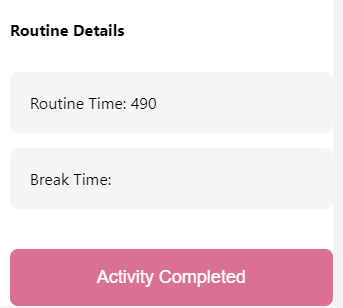 Routine Details
Routine Time: 490
Break Time:
Activity Completed